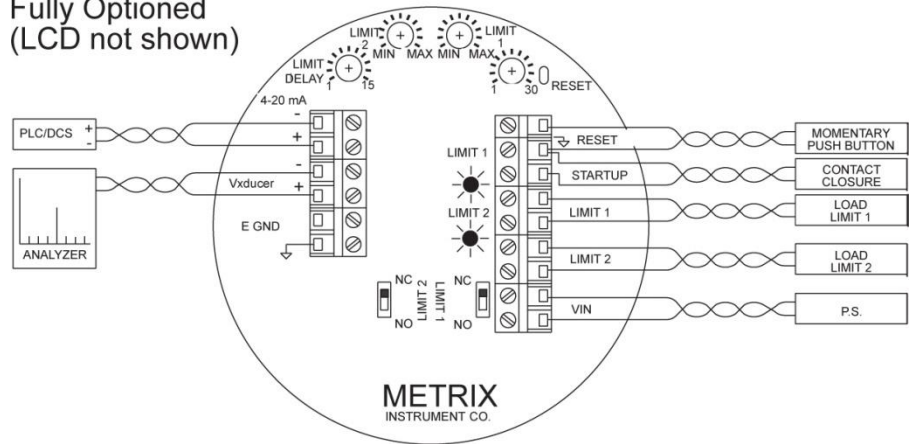 Fully Optioned
(LCD not shown)
LIMIT
2
MIN MAX
LIMIT
1
MIN MAX
LIMIT
DELAY
1 15
1 30
RESET
4-20 mA
-
+
PLC/DCS + -
-
Vxducer +
ANALYZER
E GND
LIMIT 1
LIMIT 2
RESET
STARTUP
LIMIT 1
LIMIT 2
VIN
MOMENTARY
PUSH BUTTON
CONTACT
CLOSURE
LOAD
LIMIT 1
LOAD
LIMIT 2
P.S.
NC
NO
LIMIT 2
LIMIT 1
NC
NO
METRIX
INSTRUMENT CO.